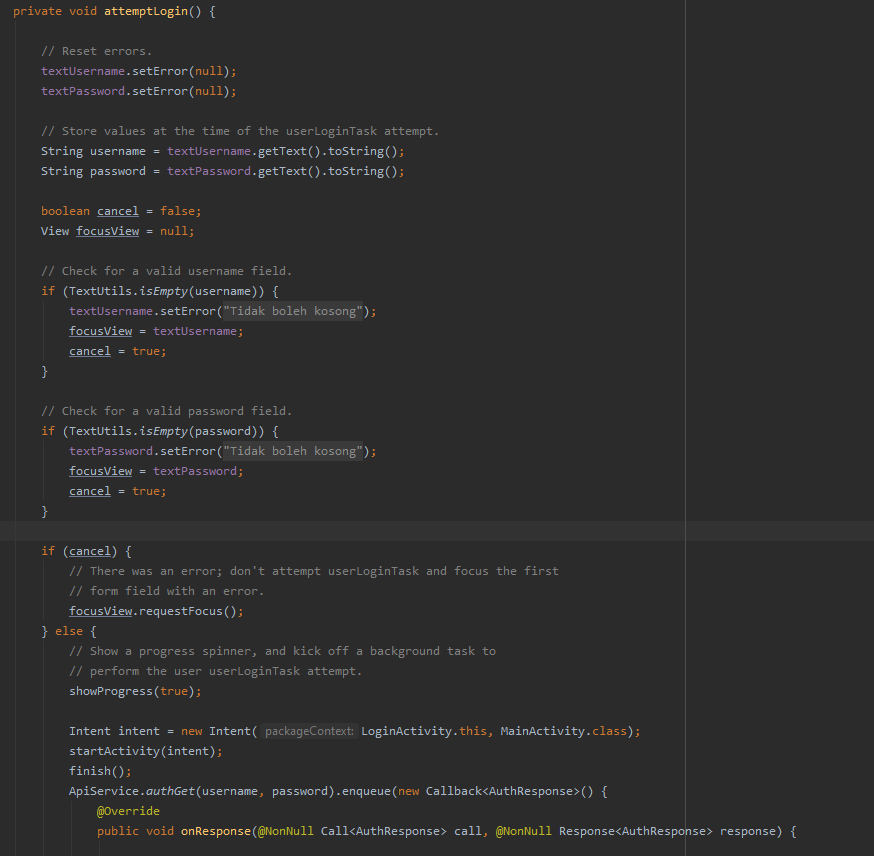 private void attemptLogin() {
// Reset errors.
textUsername.setError(null);
textPassword.setError(null);
// Store values at the time of the userLoginTask attempt.
String username = textUsername.getText().toString();
String password = textPassword.getText().toString();
boolean cancel = false;
View focusView = null;
// Check for a valid username field.
if (TextUtils.isEmpty(username)) {
textUsername.setError("Tidak boleh kosong");
focusView = textUsername;
cancel = true;
}
// Check for a valid password field.
if (TextUtils.isEmpty(password)) {
textPassword.setError("Tidak boleh kosong");
focusView = textPassword;
cancel = true;
}
if (cancel) {
// There was an error; don't attempt userLoginTask and focus the first
// form field with an error.
focusView.requestFocus();
} else {
// Show a progress spinner, and kick off a background task to
// perform the user userLoginTask attempt.
showProgress(true);
Intent intent = new Intent( packageContext: LoginActivity.this, MainActivity.class);
startActivity(intent);
finish();
ApiService.authGet(username, password).enqueue(new Callback<AuthResponse>() {
@Override
public void onResponse(@NonNull Call<AuthResponse> call, @NonNull Response<AuthResponse> response) {